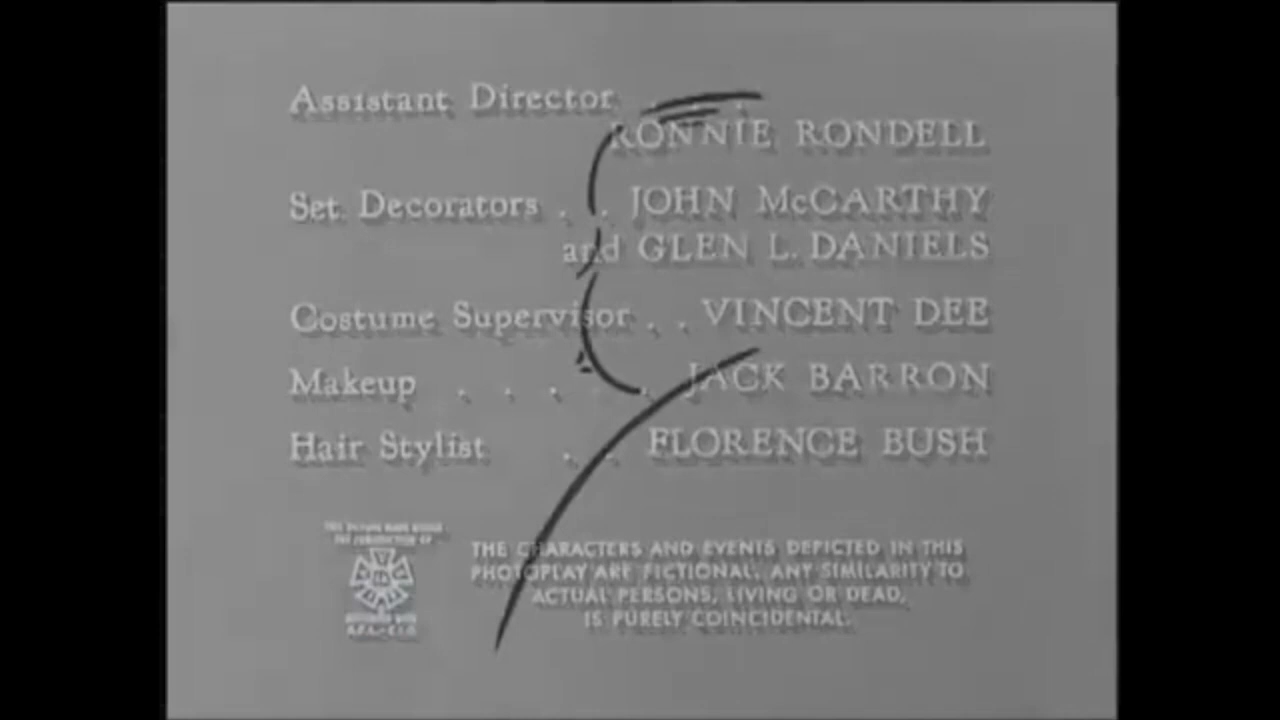 Assistant Director . . .
RONNIE RONDELL
Set Decorators . . JOHN McCARTHY
and GLEN L. DANIELS
Costume Supervisor . . VINCENT DEE
Makeup . . . . . JACK BARRON
Hair Stylist . . FLORENCE BUSH
THE CHARACTERS AND EVENTS DEPICTED IN THIS
PHOTOPLAY ARE FICTIONAL. ANY SIMILARITY TO
ACTUAL PERSONS, LIVING OR DEAD,
IS PURELY COINCIDENTAL.